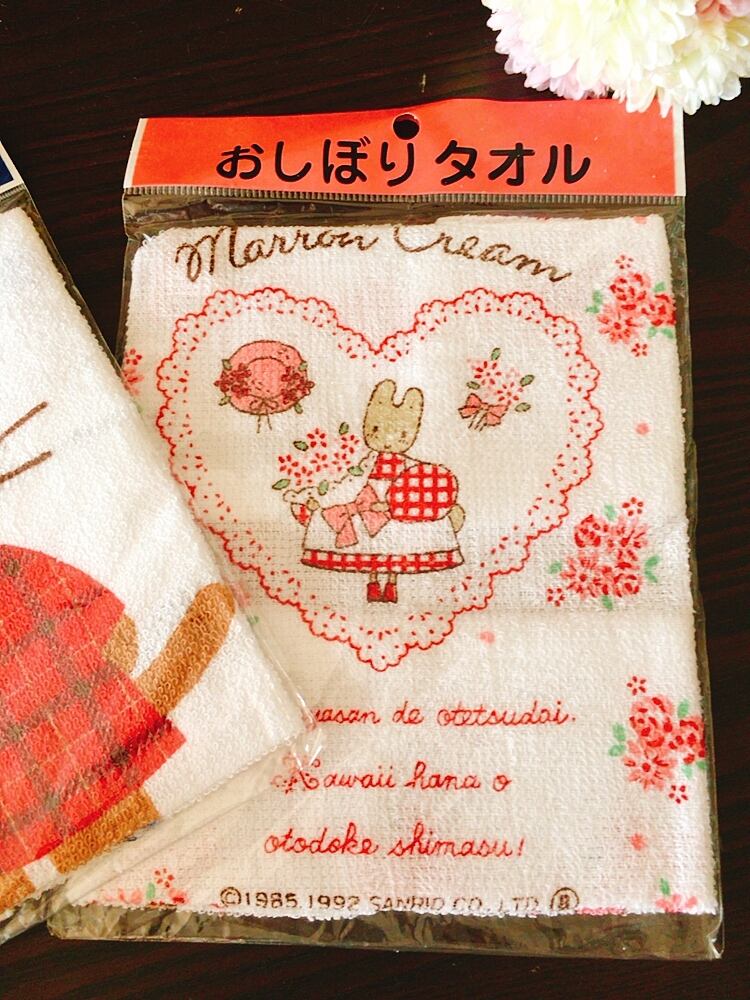 おしぼり タオル
Marron Cream
de otetsudai.
Kawaii hana o
otodoke shimasu!
©1985,1992 SANRIO CO., LTD.